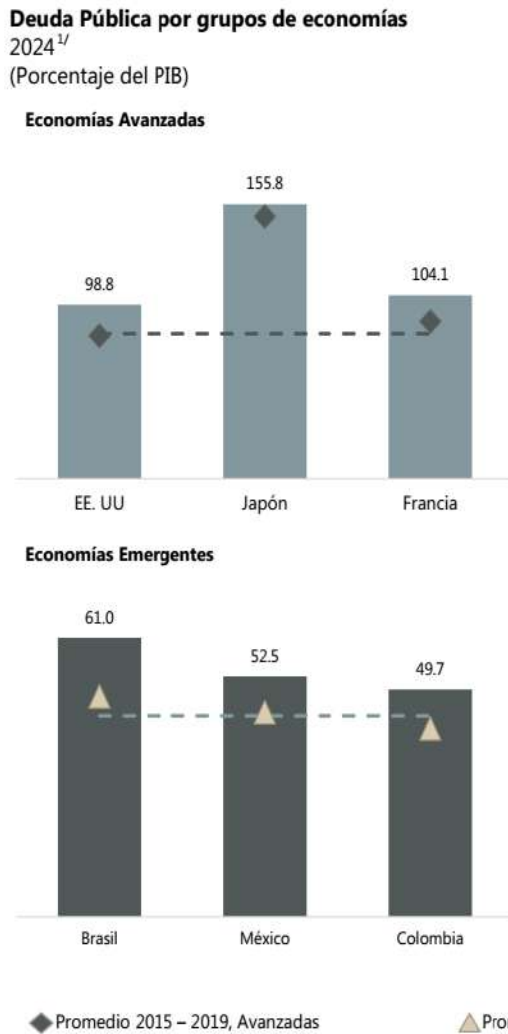 Deuda Pública por grupos de economías
2024 1/
(Porcentaje del PIB)
Economías Avanzadas
155.8
98.8
104.1
EE. UU
Japón
Francia
Economías Emergentes
61.0
52.5
49.7
Brasil
México
Colombia
Promedio 2015 – 2019, Avanzadas